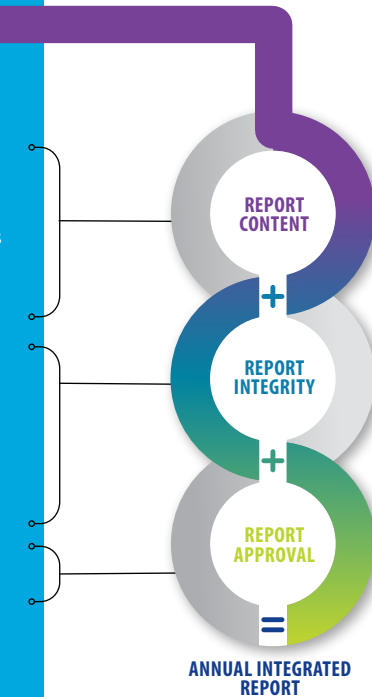 REPORT
CONTENT
+
REPORT
INTEGRITY
+
REPORT
APPROVAL
=
ANNUAL INTEGRATED
REPORT